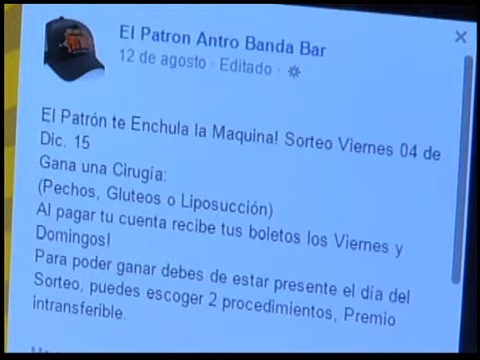 El Patron Antro Banda Bar
12 de agosto · Editado ·
El Patrón te Enchula la Maquina! Sorteo Viernes 04 de
Dic. 15
Gana una Cirugía:
(Pechos, Gluteos o Liposucción)
Al pagar tu cuenta recibe tus boletos los Viernes y
Domingos!
Para poder ganar debes de estar presente el día del
Sorteo, puedes escoger 2 procedimientos, Premio
intransferible.